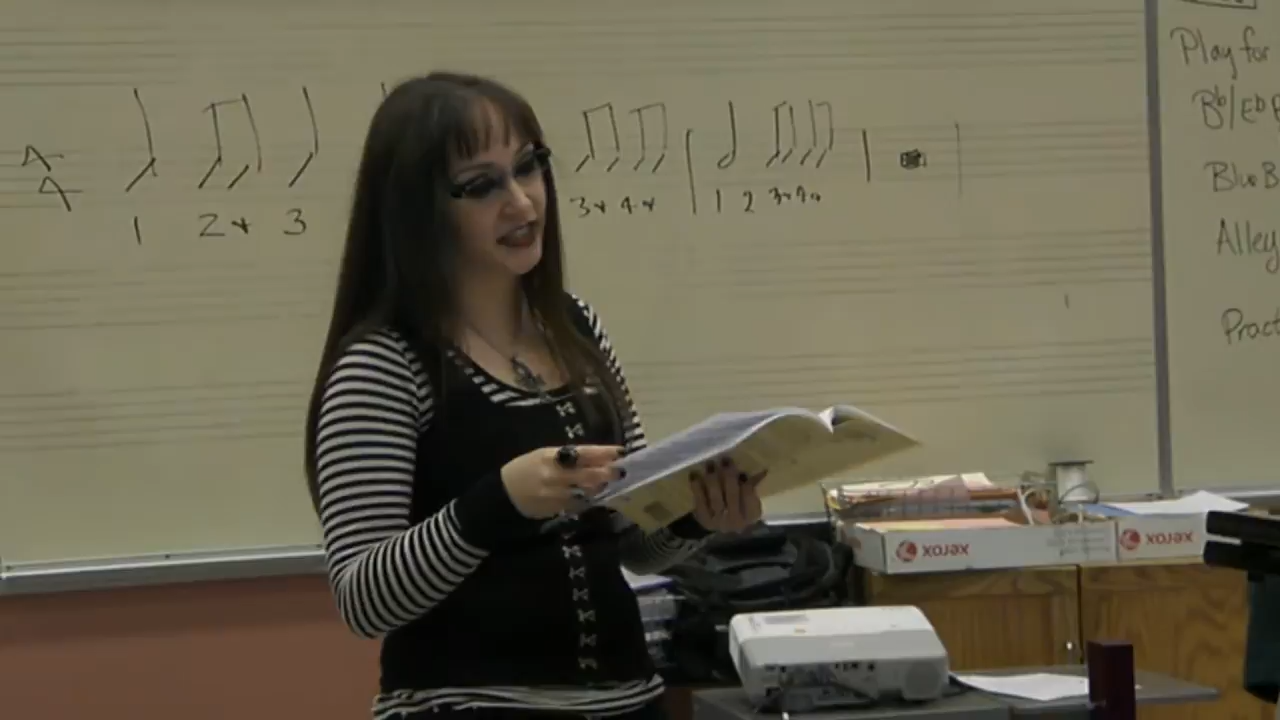 4
4
1 2 + 3
3 + 4 +
1 2 3 + 4 +
Play for
Bb/Eb
Blue B
Alley
Pract
xerox
xerox